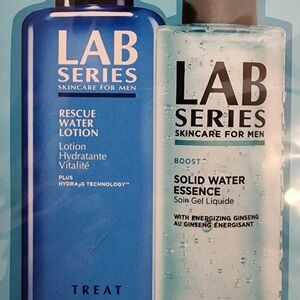 LAB
SERIES
SKINCARE FOR MEN
RESCUE
WATER
LOTION
Lotion
Hydratante
Vitalité
PLUS
HYDRA2G TECHNOLOGY™
TREAT
LAB
SERIES
SKINCARE FOR MEN
BOOST
SOLID WATER
ESSENCE
Soin Gel Liquide
WITH ENERGIZING GINSENG
AU GINSENG ÉNERGISANT